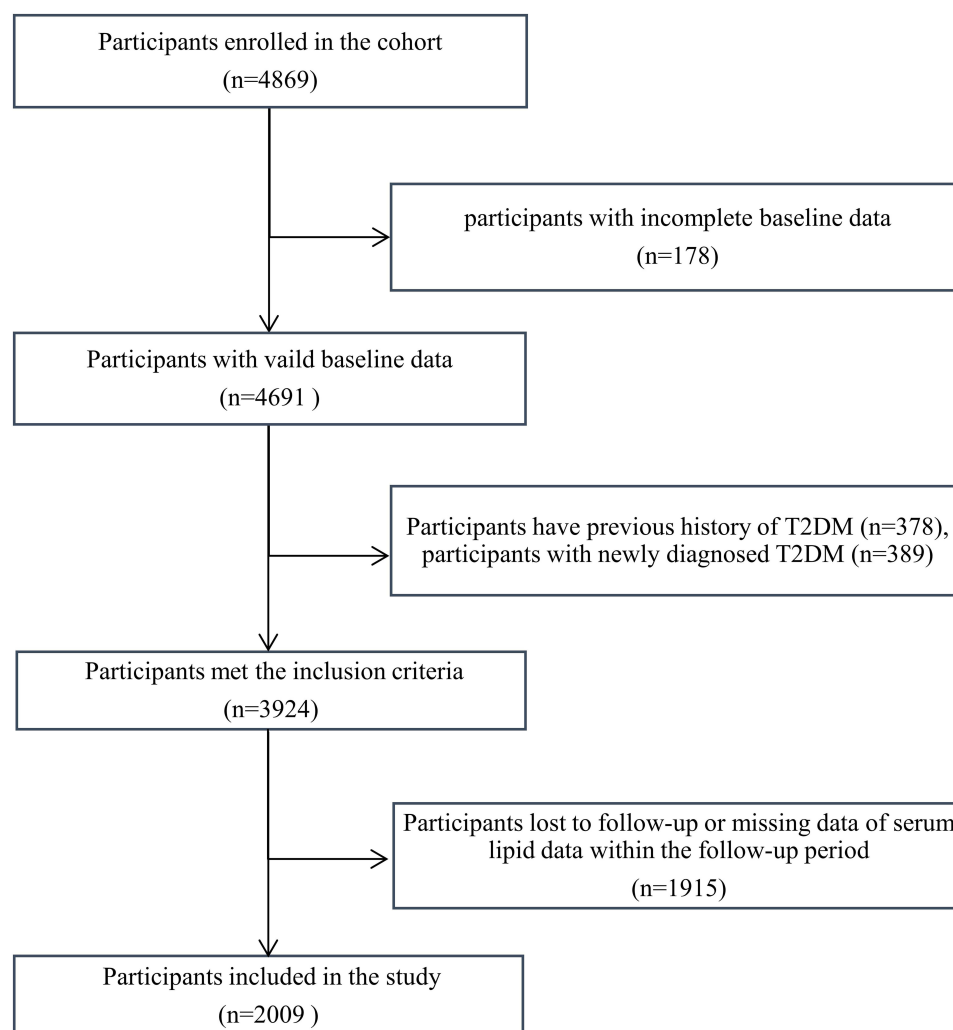 Participants enrolled in the cohort
(n=4869)
participants with incomplete baseline data
(n=178)
Participants with vaild baseline data
(n=4691 )
Participants have previous history of T2DM (n=378),
participants with newly diagnosed T2DM (n=389)
Participants met the inclusion criteria
(n=3924)
Participants lost to follow-up or missing data of serum
lipid data within the follow-up period
(n=1915)
Participants included in the study
(n=2009 )